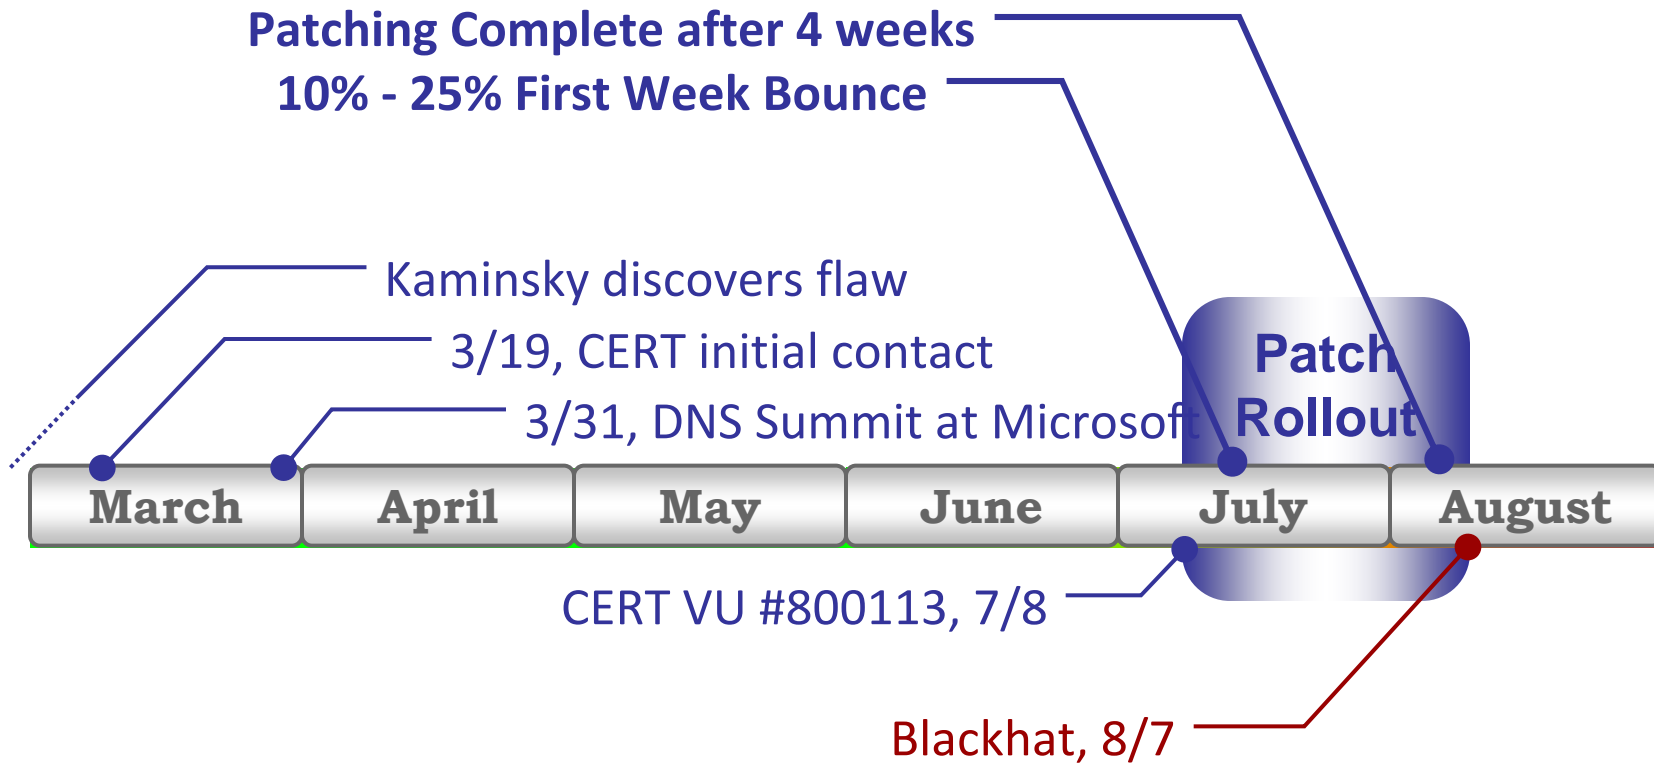 Patching Complete after 4 weeks
10% - 25% First Week Bounce
Kaminsky discovers flaw
3/19, CERT initial contact
3/31, DNS Summit at Microsoft
Patch
Rollout
March April May June July August
CERT VU #800113, 7/8
Blackhat, 8/7